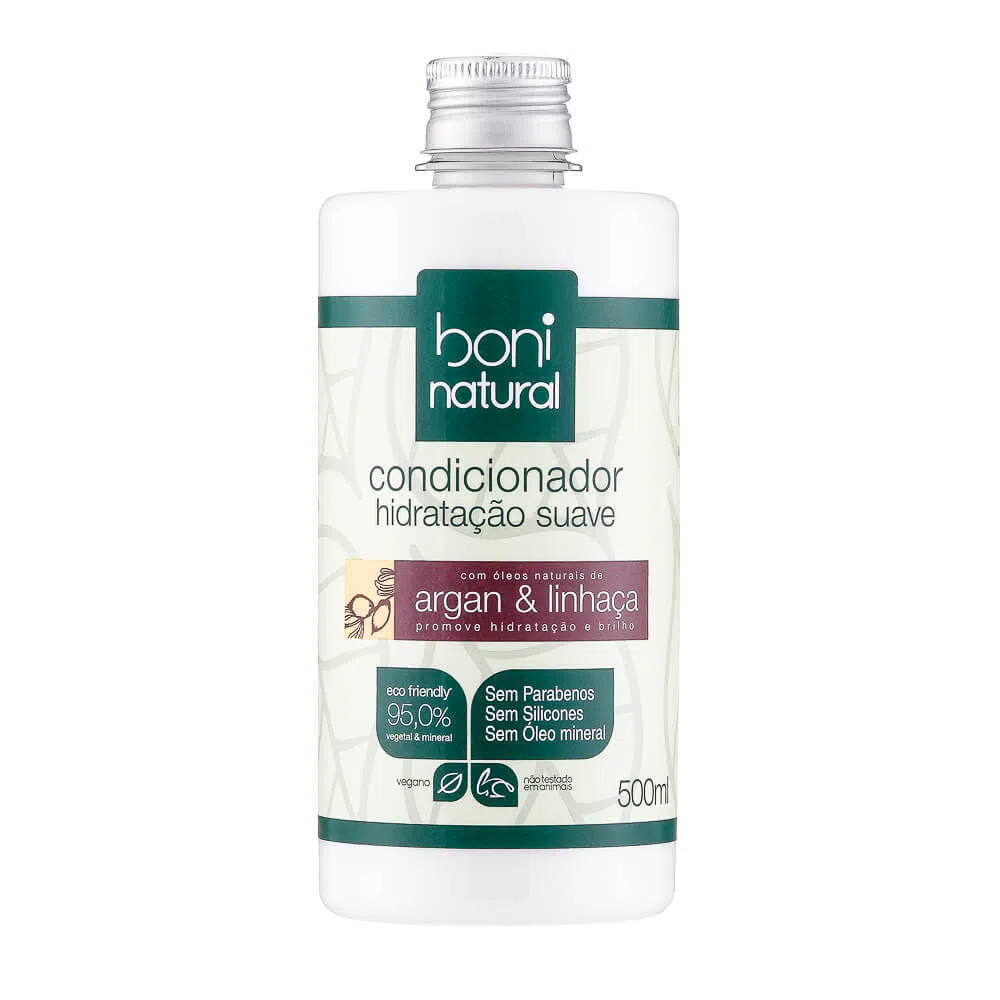 boni
natural
condicionador
hidratação suave
com óleos naturais de
argan & linhaça
promove hidratação e brilho
eco friendly*
95,0%
vegetal & mineral
Sem Parabenos
Sem Silicones
Sem Óleo mineral
vegano
não testado
em animais
500ml